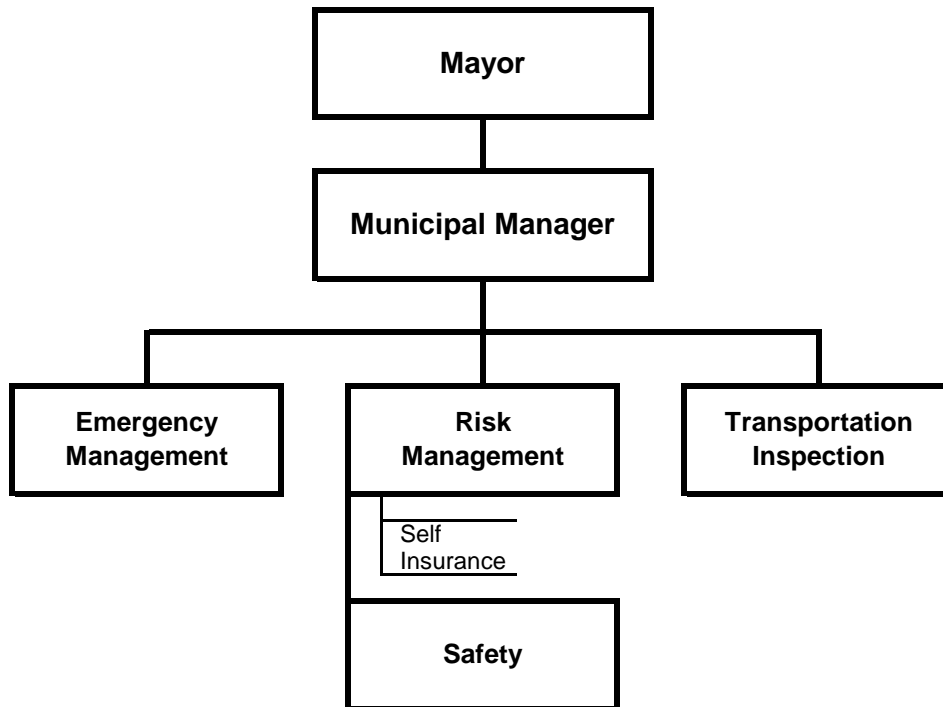 Mayor
Municipal Manager
Emergency
Management
Risk
Management
Transportation
Inspection
Self
Insurance
Safety